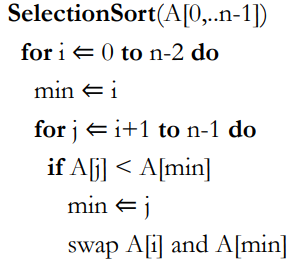 SelectionSort(A[0,..n-1])
for i ⇐ 0 to n-2 do
min ⇐ i
for j ⇐ i+1 to n-1 do
if A[j] < A[min]
min ⇐ j
swap A[i] and A[min]